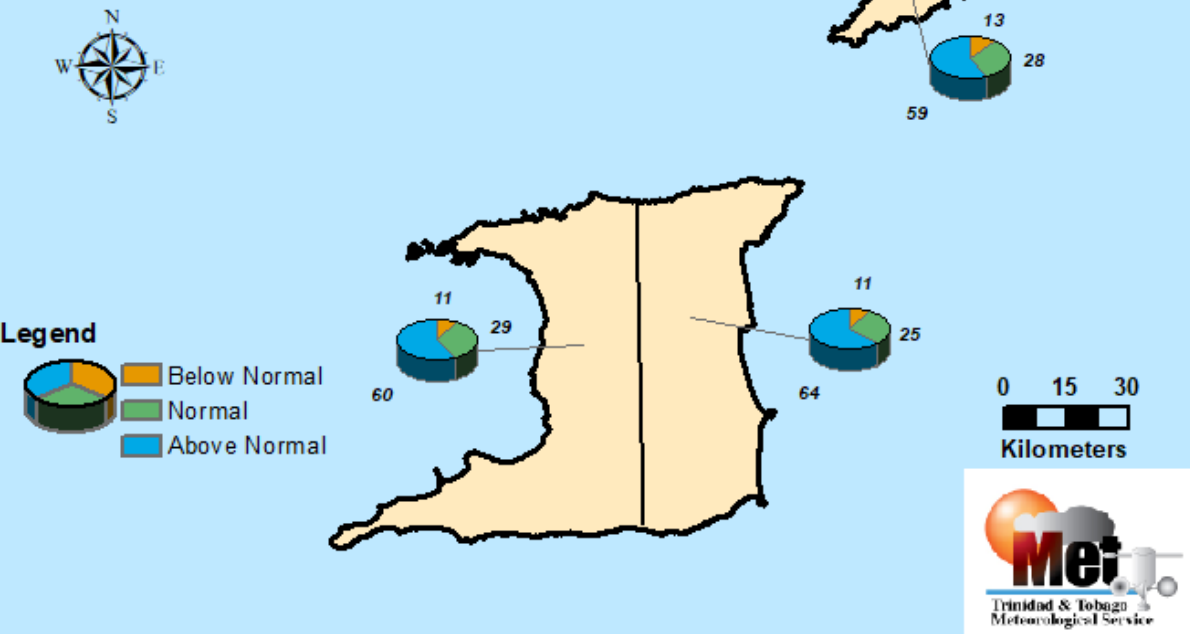 N
W E
S
13
28
59
11
29
60
11
25
64
Legend
Below Normal
Normal
Above Normal
0 15 30
Kilometers
Met
Trinidad & Tobago
Meteorological Service